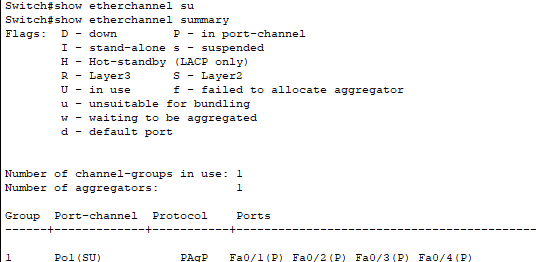 Switch#show etherchannel su
Switch#show etherchannel summary
Flags:  D - down        P - in port-channel
        I - stand-alone s - suspended
        H - Hot-standby (LACP only)
        R - Layer3      S - Layer2
        U - in use      f - failed to allocate aggregator
        u - unsuitable for bundling
        w - waiting to be aggregated
        d - default port
Number of channel-groups in use: 1
Number of aggregators:           1
Group  Port-channel  Protocol    Ports
------+-------------+-----------+----------------------------------------------
1      Po1(SU)           PAgP   Fa0/1(P) Fa0/2(P) Fa0/3(P) Fa0/4(P)